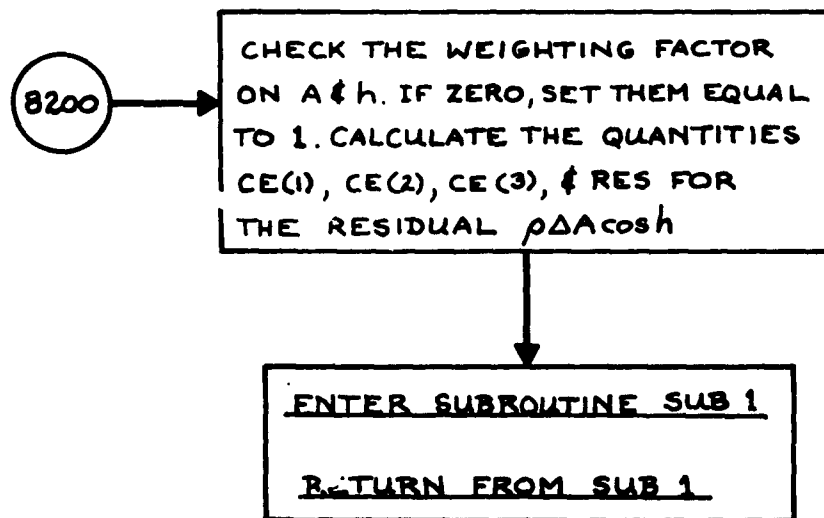 8200
CHECK THE WEIGHTING FACTOR
ON A & h. IF ZERO, SET THEM EQUAL
TO 1. CALCULATE THE QUANTITIES
CE(1), CE(2), CE(3), & RES FOR
THE RESIDUAL ρΔAcosh
ENTER SUBROUTINE SUB 1
RETURN FROM SUB 1